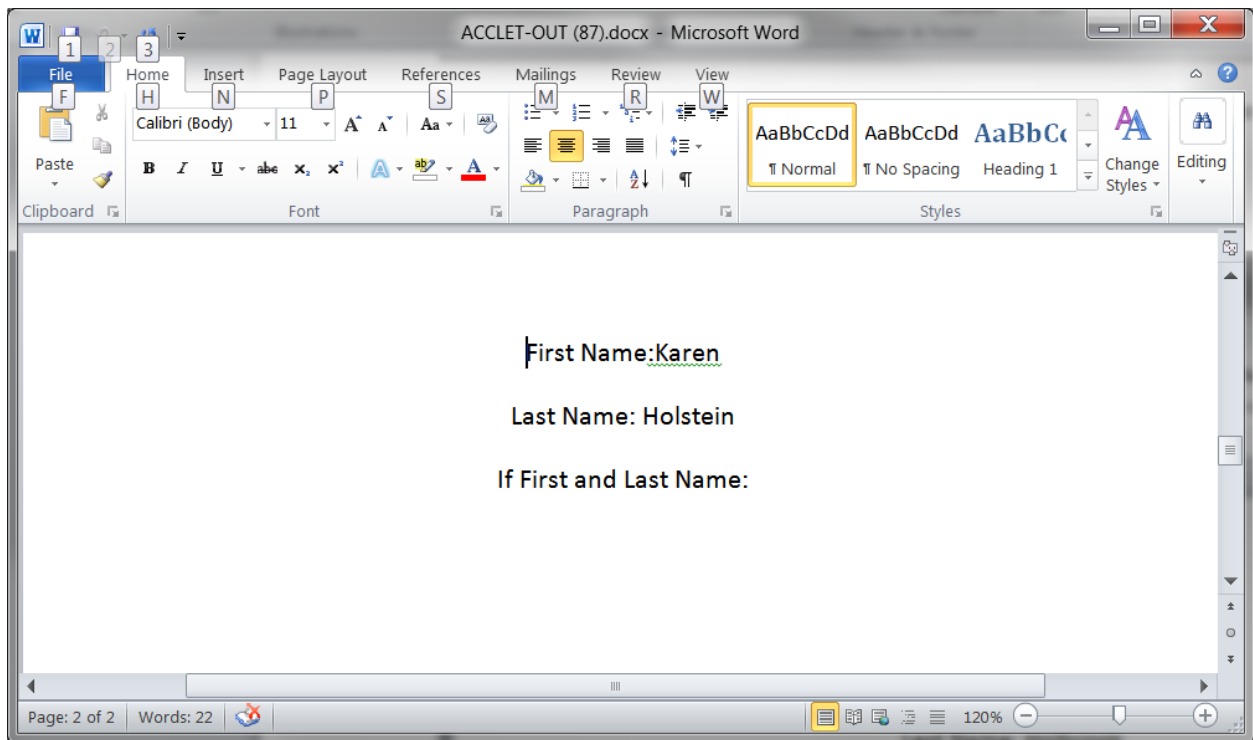 W 1 2 3 ACCLET-OUT (87).docx - Microsoft Word
File Home Insert Page Layout References Mailings Review View
F H N P S M R W
Calibri (Body) 11 A A Aa AaBbCcDd AaBbCcDd AaBbCc
Paste B I U abc x₂ x² A ab A A Z ¶ ¶ Normal ¶ No Spacing Heading 1 Change Styles Editing
Clipboard Font Paragraph Styles
First Name:Karen
Last Name: Holstein
If First and Last Name:
Page: 2 of 2 Words: 22 120%